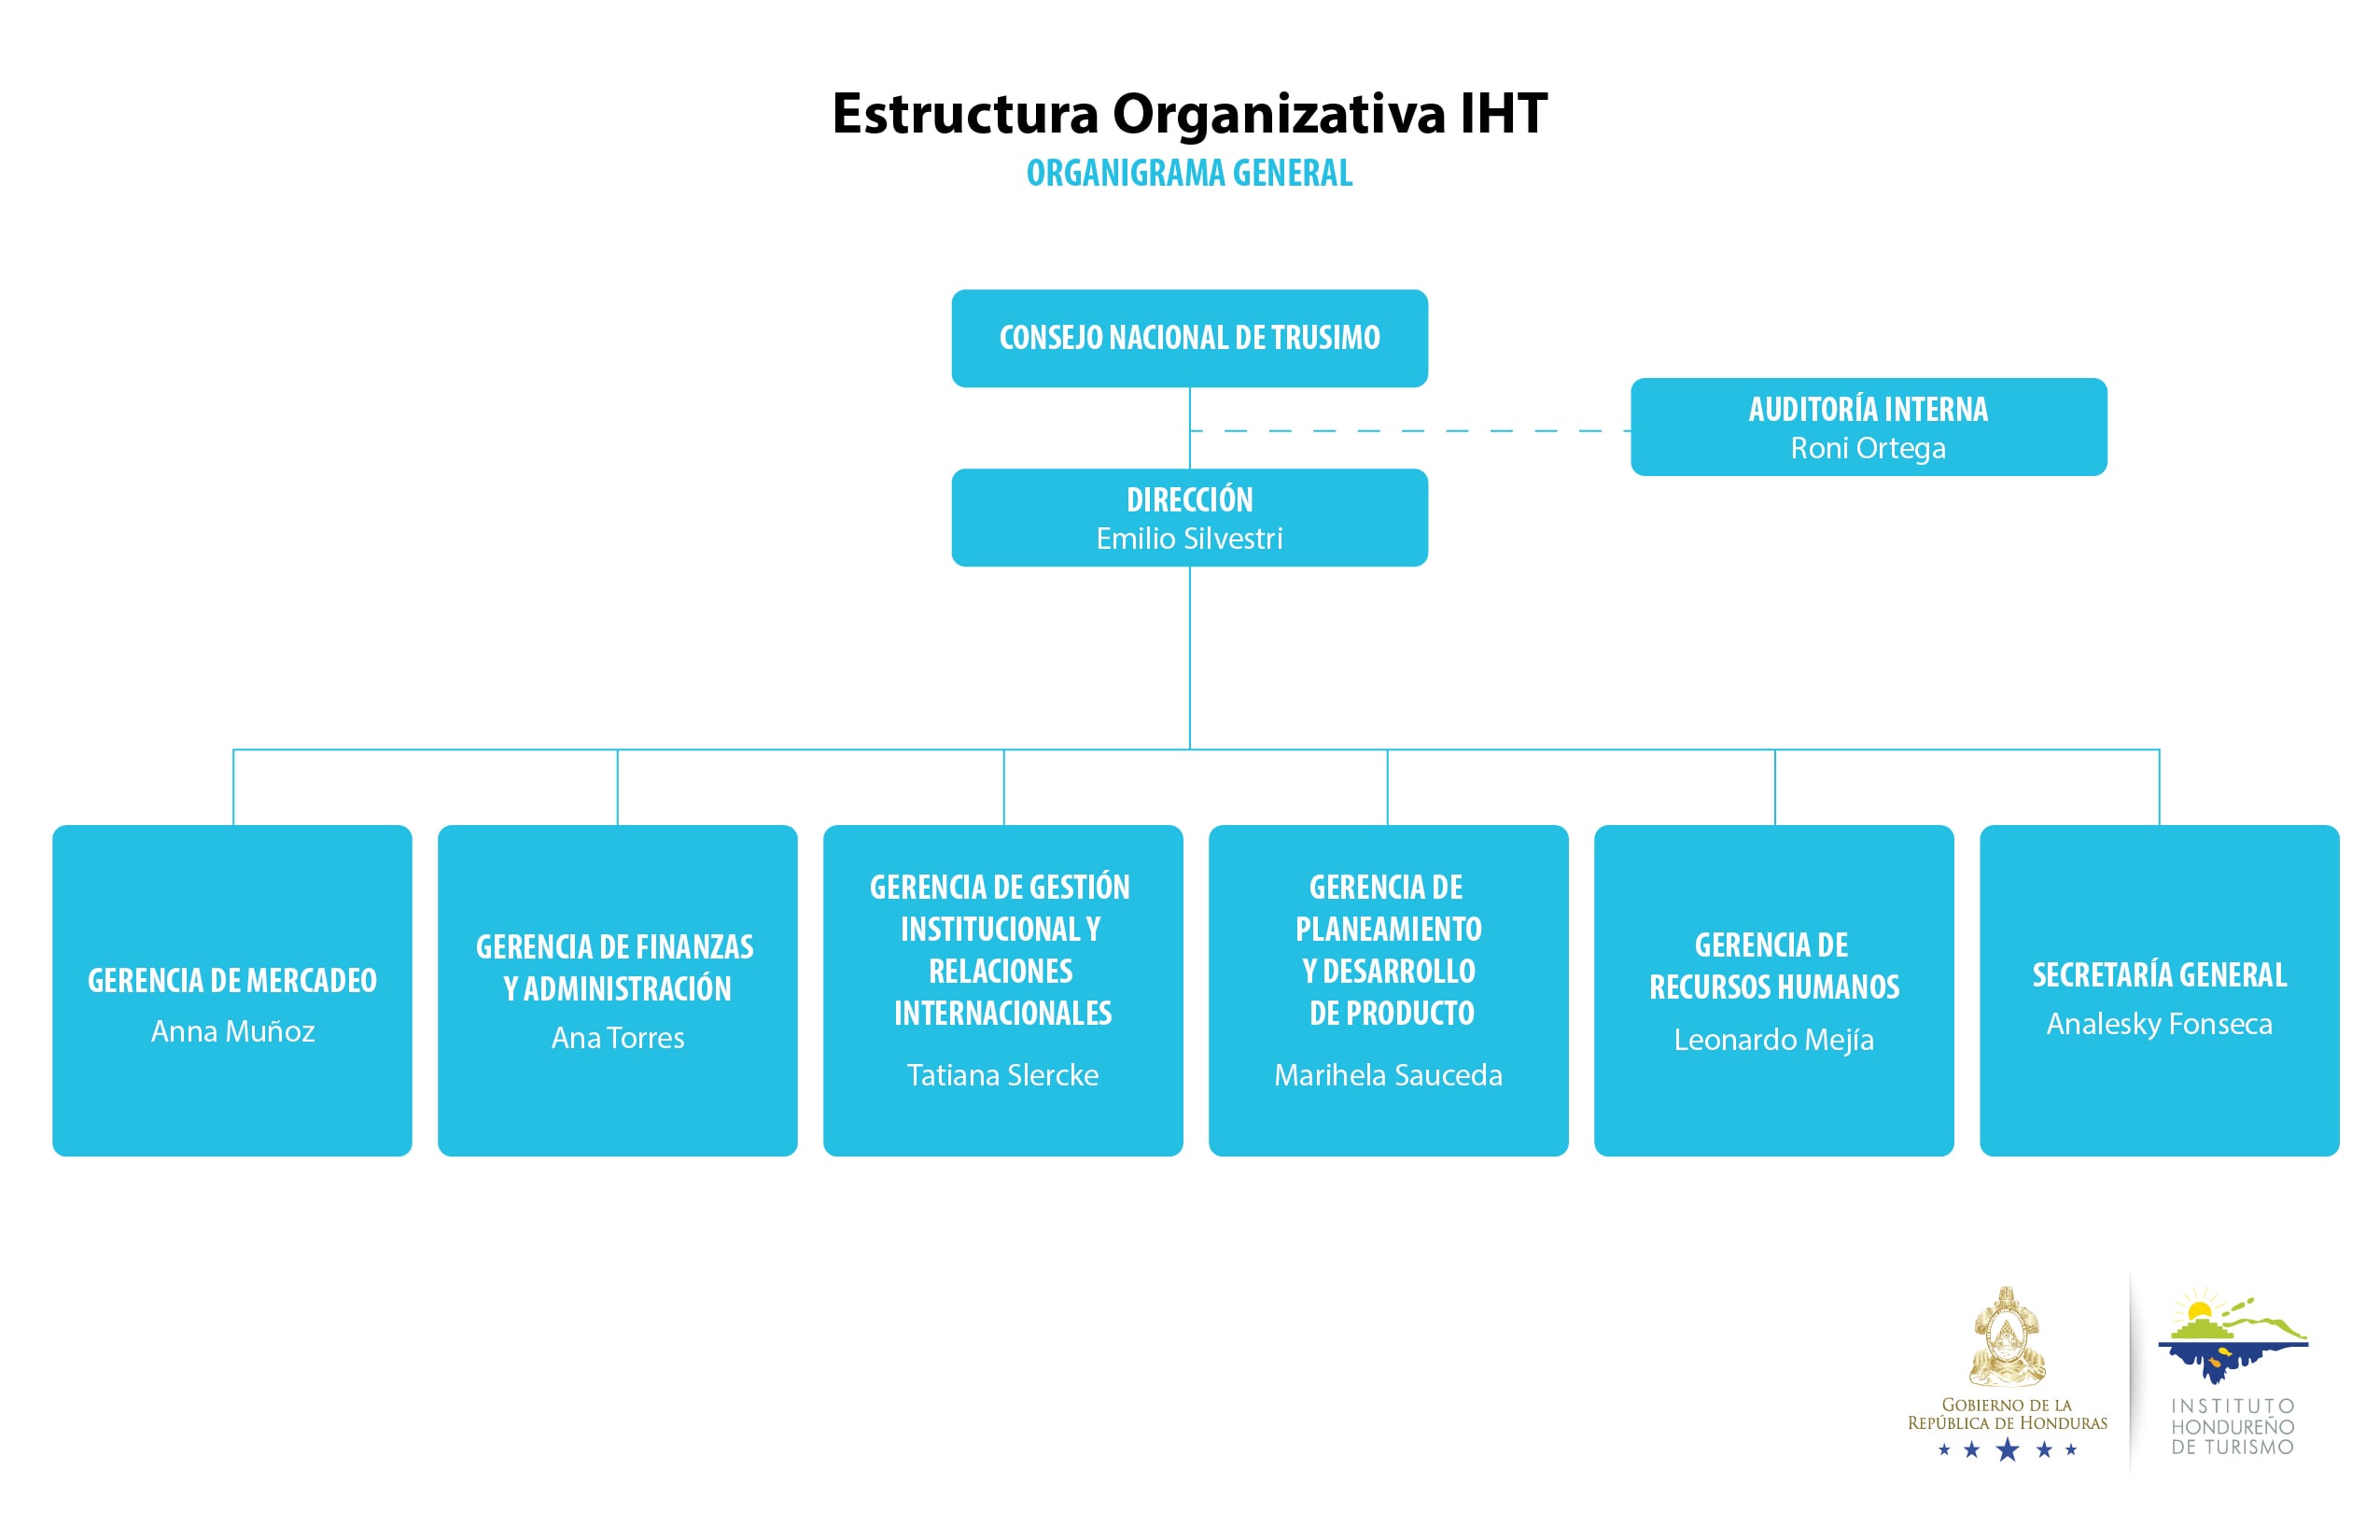 Estructura Organizativa IHT
ORGANIGRAMA GENERAL
CONSEJO NACIONAL DE TRUSIMO
AUDITORÍA INTERNA
Roni Ortega
DIRECCIÓN
Emilio Silvestri
GERENCIA DE MERCADEO
Anna Muñoz
GERENCIA DE FINANZAS
Y ADMINISTRACIÓN
Ana Torres
GERENCIA DE GESTIÓN
INSTITUCIONAL Y
RELACIONES
INTERNACIONALES
Tatiana Slercke
GERENCIA DE
PLANEAMIENTO
Y DESARROLLO
DE PRODUCTO
Marihela Sauceda
GERENCIA DE
RECURSOS HUMANOS
Leonardo Mejía
SECRETARÍA GENERAL
Analesky Fonseca
GOBIERNO DE LA
REPÚBLICA DE HONDURAS
INSTITUTO
HONDUREÑO
DE TURISMO